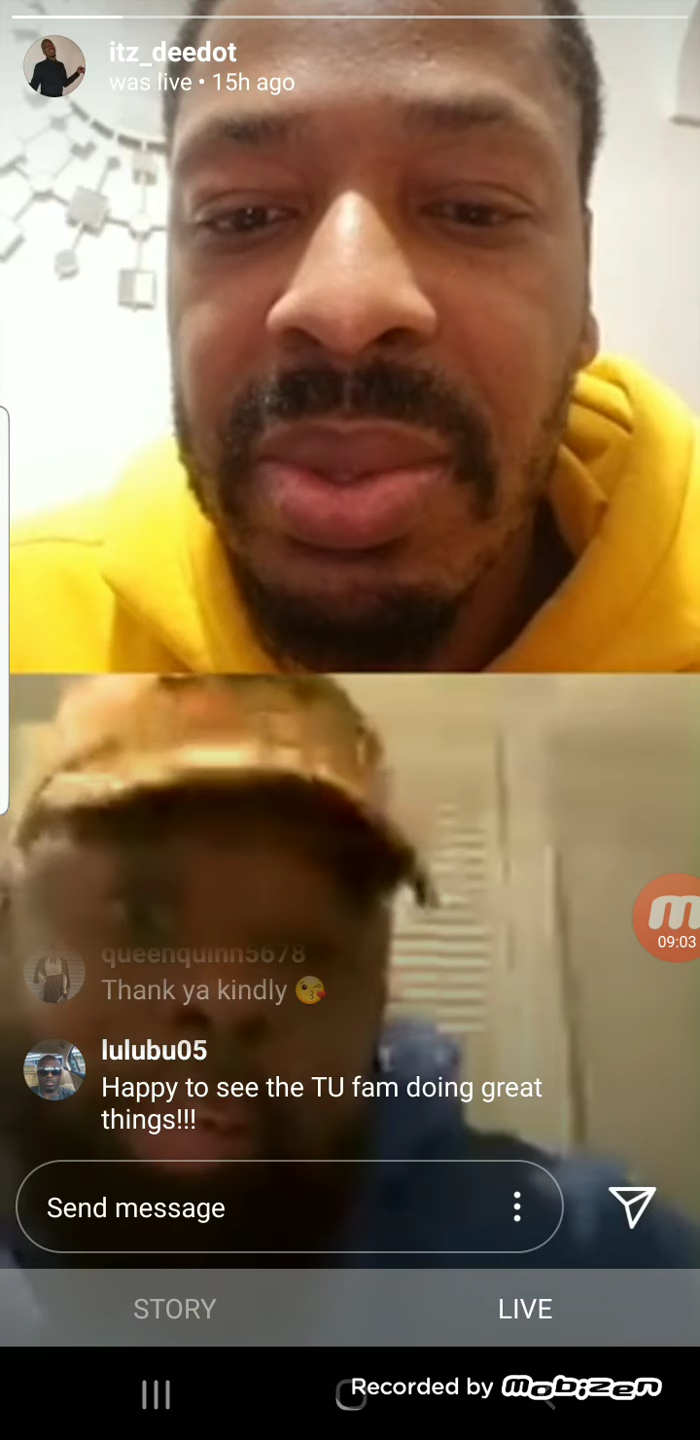 itz_deedot
was live • 15h ago
09:03
queenquinn5678
Thank ya kindly 😘
lulubu05
Happy to see the TU fam doing great
things!!!
Send message
STORY
LIVE
Recorded by mobizen